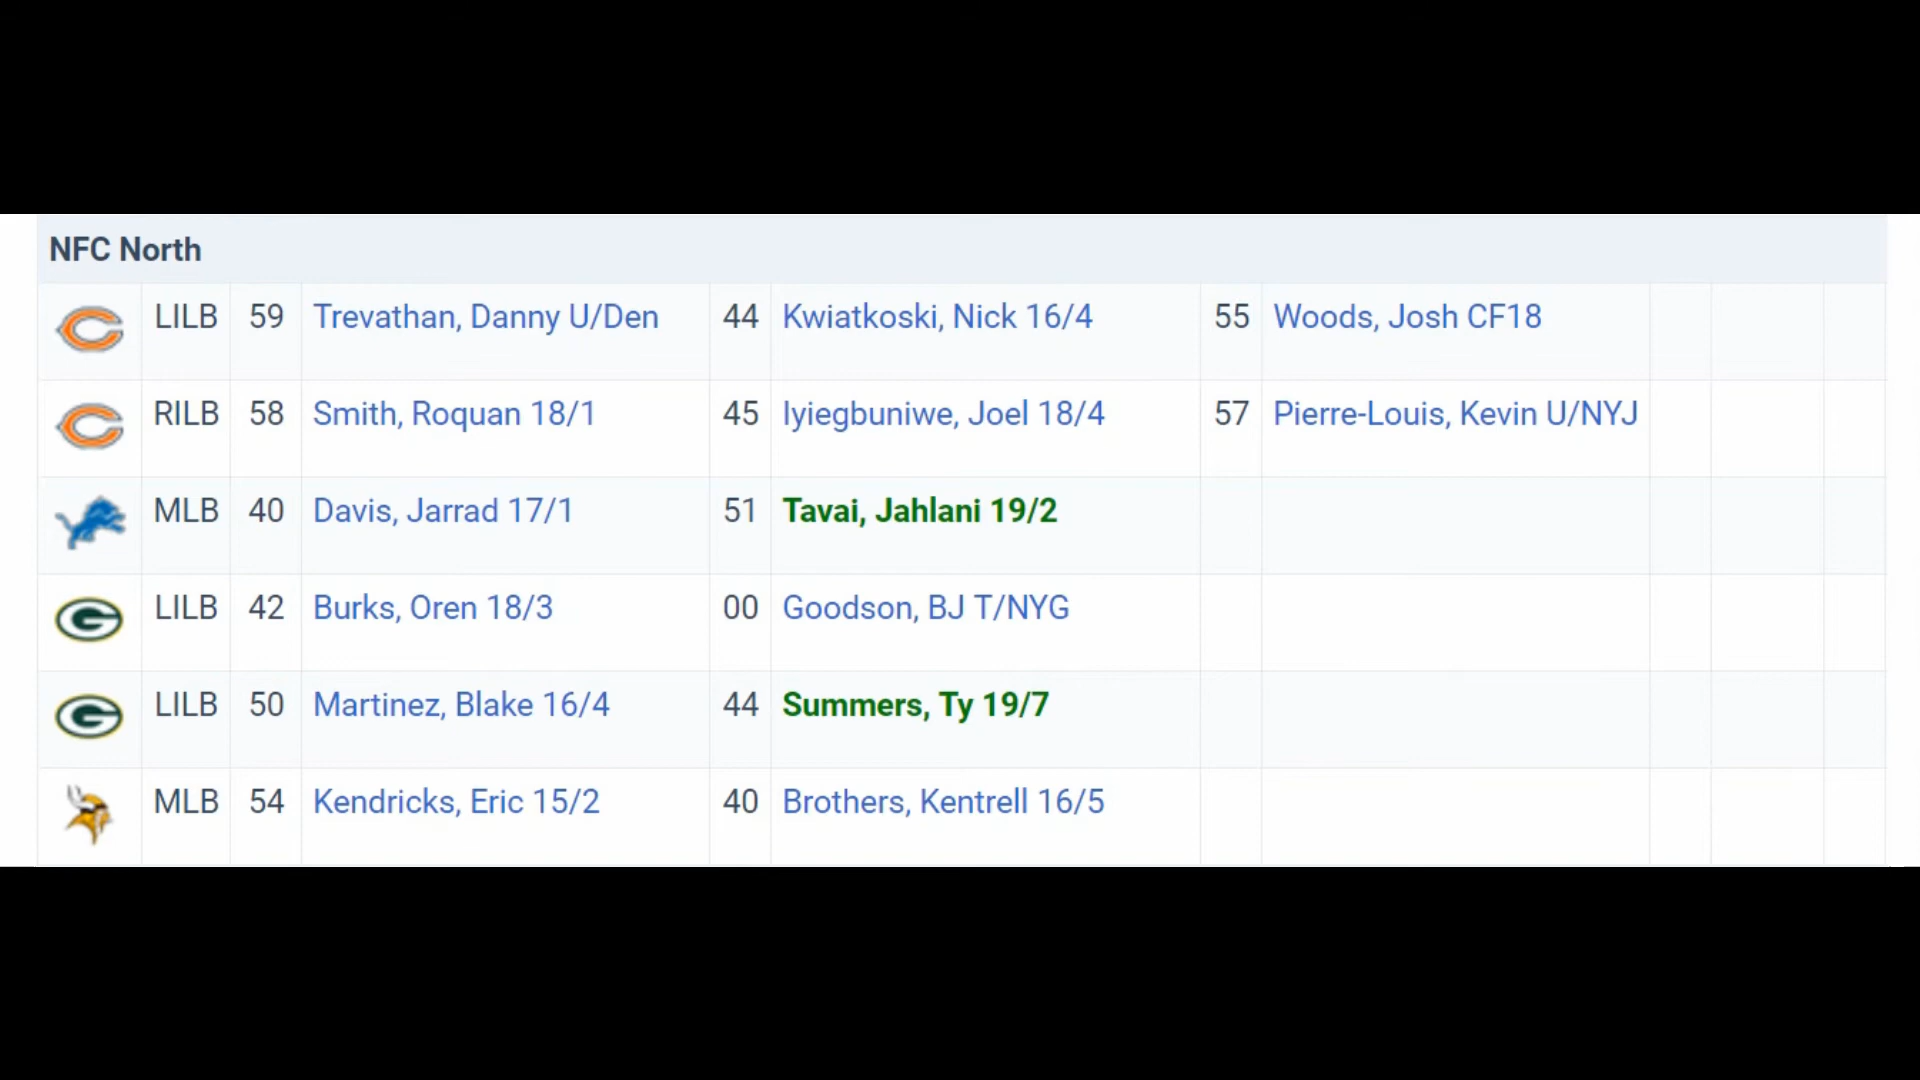 NFC North
LILB 59 Trevathan, Danny U/Den 44 Kwiatkoski, Nick 16/4 55 Woods, Josh CF18
RILB 58 Smith, Roquan 18/1 45 Iyiegbuniwe, Joel 18/4 57 Pierre-Louis, Kevin U/NYJ
MLB 40 Davis, Jarrad 17/1 51 Tavai, Jahlani 19/2
LILB 42 Burks, Oren 18/3 00 Goodson, BJ T/NYG
LILB 50 Martinez, Blake 16/4 44 Summers, Ty 19/7
MLB 54 Kendricks, Eric 15/2 40 Brothers, Kentrell 16/5